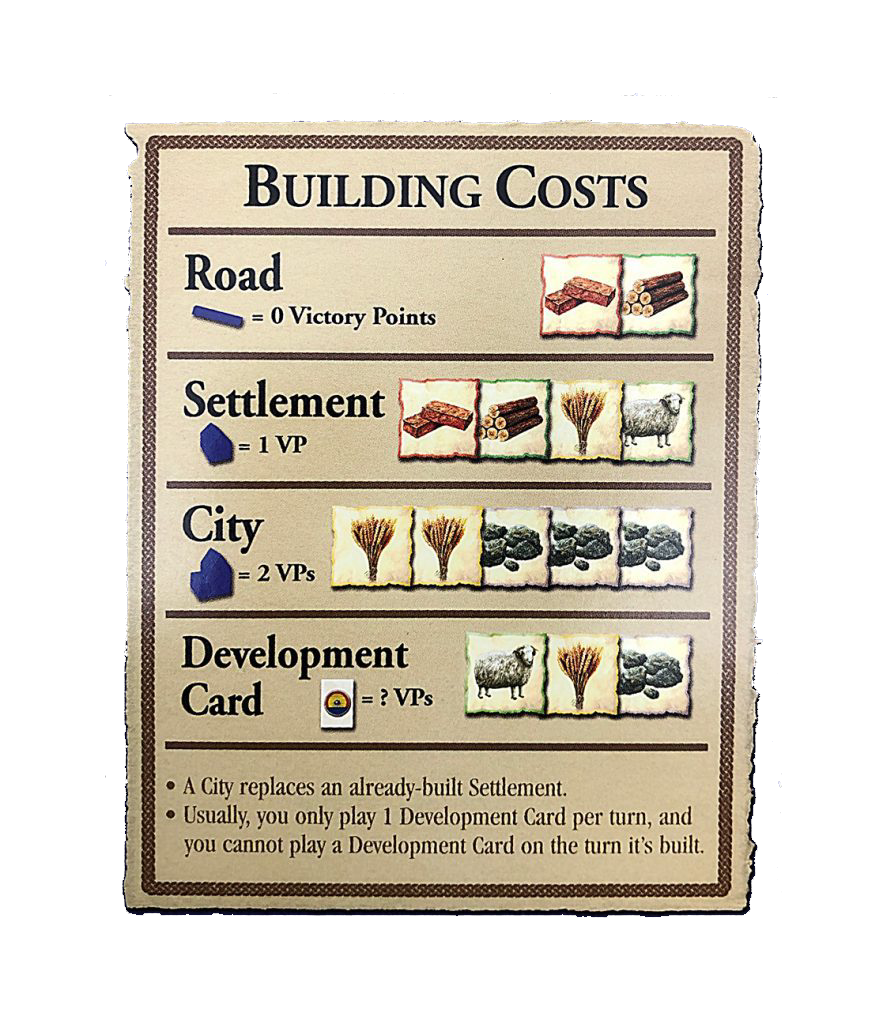 BUILDING COSTS
Road
= 0 Victory Points
Settlement
= 1 VP
City
= 2 VPs
Development
Card = ? VPs
• A City replaces an already-built Settlement.
• Usually, you only play 1 Development Card per turn, and
you cannot play a Development Card on the turn it's built.